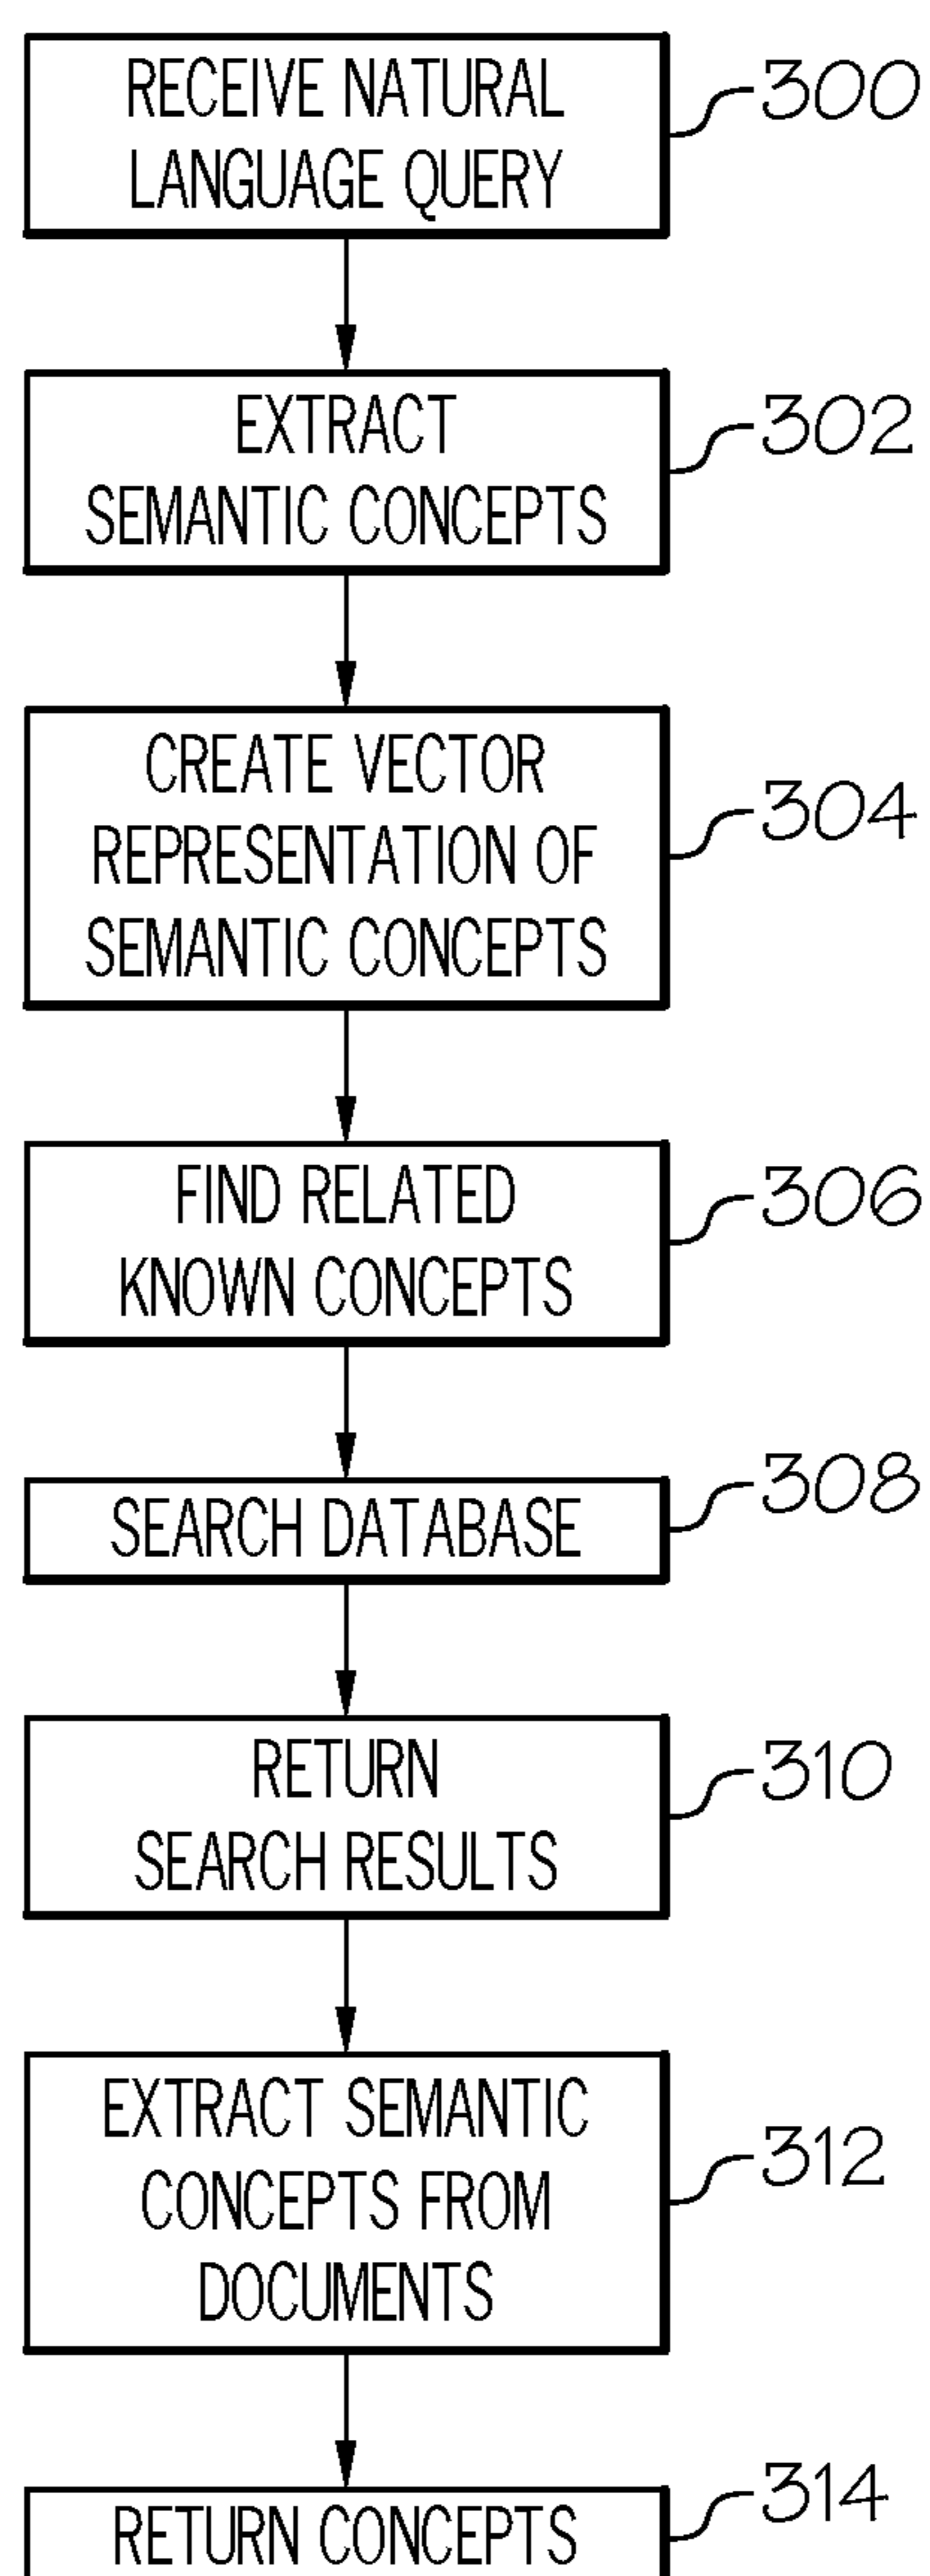 RECEIVE NATURAL
LANGUAGE QUERY
300
EXTRACT
SEMANTIC CONCEPTS
302
CREATE VECTOR
REPRESENTATION OF
SEMANTIC CONCEPTS
304
FIND RELATED
KNOWN CONCEPTS
306
SEARCH DATABASE
308
RETURN
SEARCH RESULTS
310
EXTRACT SEMANTIC
CONCEPTS FROM
DOCUMENTS
312
RETURN CONCEPTS
314